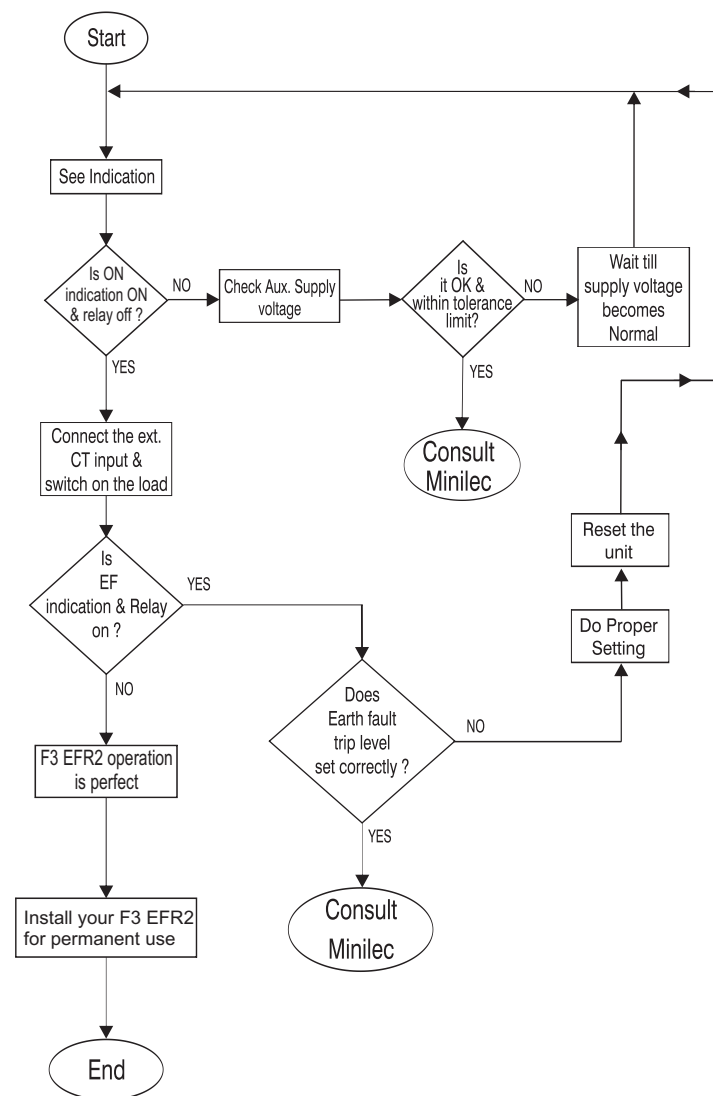 Start
See Indication
Is ON
indication ON
& relay off ?
NO
Check Aux. Supply
voltage
Is
it OK &
within tolerance
limit?
NO
Wait till
supply voltage
becomes
Normal
YES
YES
Consult
Minilec
Connect the ext.
CT input &
switch on the load
Is
EF
indication & Relay
on ?
YES
NO
Does
Earth fault
trip level
set correctly ?
NO
Do Proper
Setting
Reset the
unit
YES
Consult
Minilec
F3 EFR2 operation
is perfect
Install your F3 EFR2
for permanent use
End